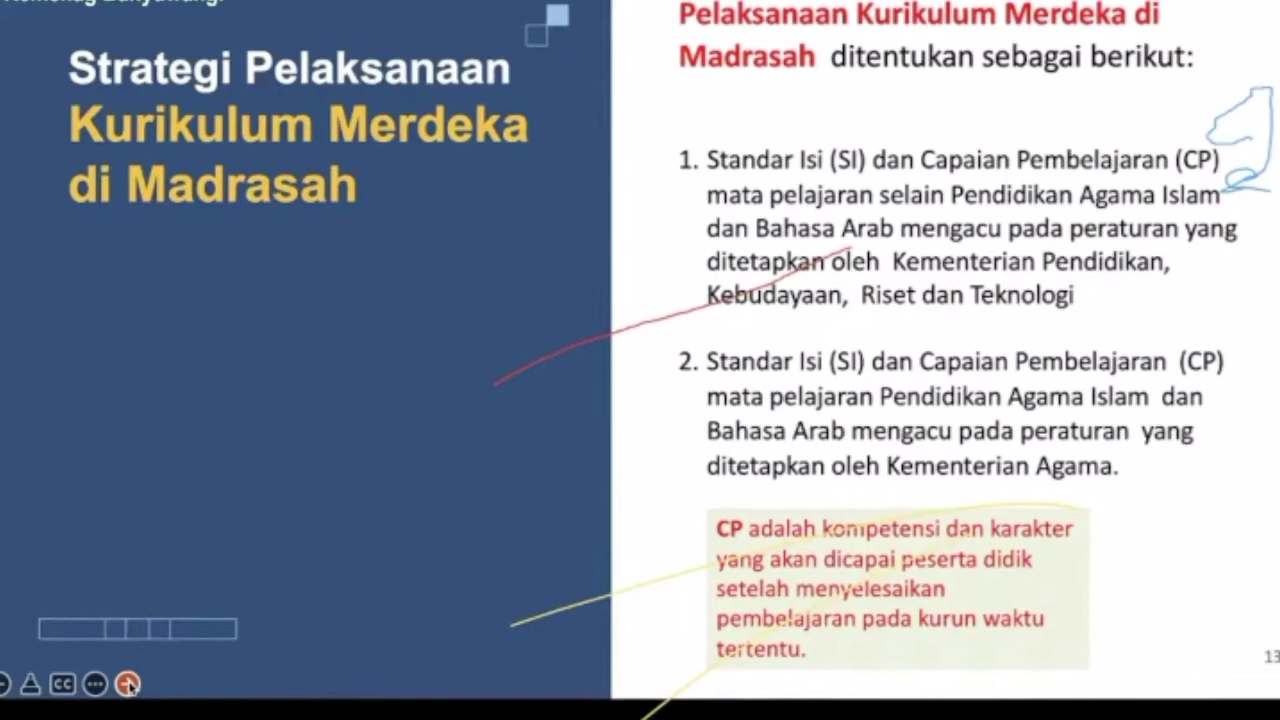 Strategi Pelaksanaan
Kurikulum Merdeka
di Madrasah
Pelaksanaan Kurikulum Merdeka di
Madrasah ditentukan sebagai berikut:
1. Standar Isi (SI) dan Capaian Pembelajaran (CP)
mata pelajaran selain Pendidikan Agama Islam
dan Bahasa Arab mengacu pada peraturan yang
ditetapkan oleh Kementerian Pendidikan,
Kebudayaan, Riset dan Teknologi
2. Standar Isi (SI) dan Capaian Pembelajaran (CP)
mata pelajaran Pendidikan Agama Islam dan
Bahasa Arab mengacu pada peraturan yang
ditetapkan oleh Kementerian Agama.
CP adalah kompetensi dan karakter
yang akan dicapai peserta didik
setelah menyelesaikan
pembelajaran pada kurun waktu
tertentu.
13
CC